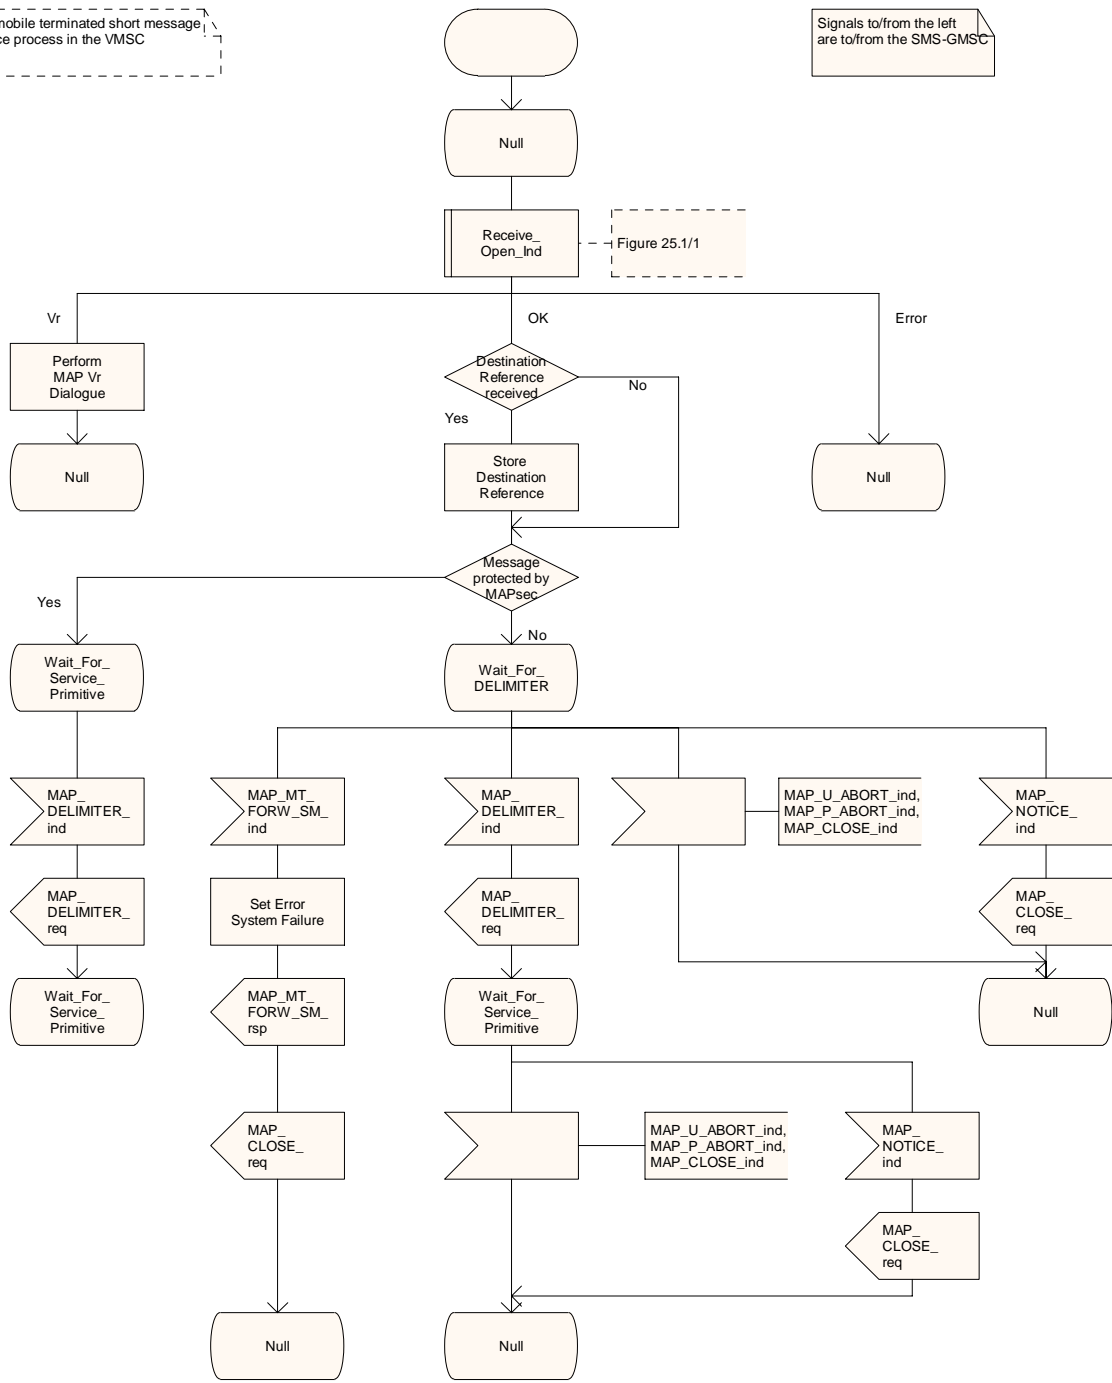 mobile terminated short message
ce process in the VMSC
Signals to/from the left
are to/from the SMS-GMSC
Null
Receive_
Open_Ind
Figure 25.1/1
Vr
OK
Error
Perform
MAP Vr
Dialogue
Destination
Reference
received
No
Yes
Null
Store
Destination
Reference
Null
Message
protected by
MAPsec
Yes
No
Wait_For_
Service_
Primitive
Wait_For_
DELIMITER
MAP_
DELIMITER_
ind
MAP_MT_
FORW_SM_
ind
MAP_
DELIMITER_
ind
MAP_U_ABORT_ind,
MAP_P_ABORT_ind,
MAP_CLOSE_ind
MAP_
NOTICE_
ind
MAP_
DELIMITER_
req
Set Error
System Failure
MAP_
DELIMITER_
req
MAP_
CLOSE_
req
Wait_For_
Service_
Primitive
MAP_MT_
FORW_SM_
rsp
Wait_For_
Service_
Primitive
Null
MAP_
CLOSE_
req
MAP_U_ABORT_ind,
MAP_P_ABORT_ind,
MAP_CLOSE_ind
MAP_
NOTICE_
ind
MAP_
CLOSE_
req
Null
Null